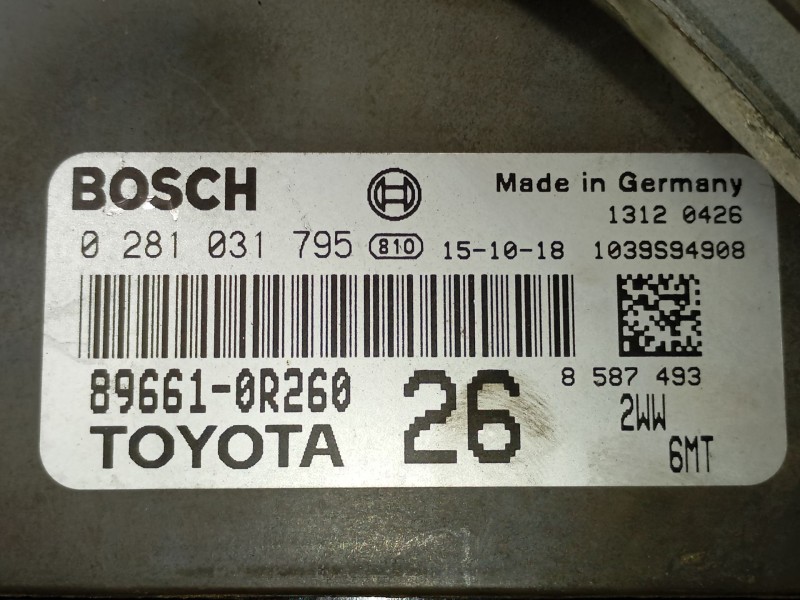 BOSCH
Made in Germany
1312 0426
0 281 031 795 810 15-10-18 1039S94908
8 587 493
89661-0R260 26 2WW
TOYOTA 6MT